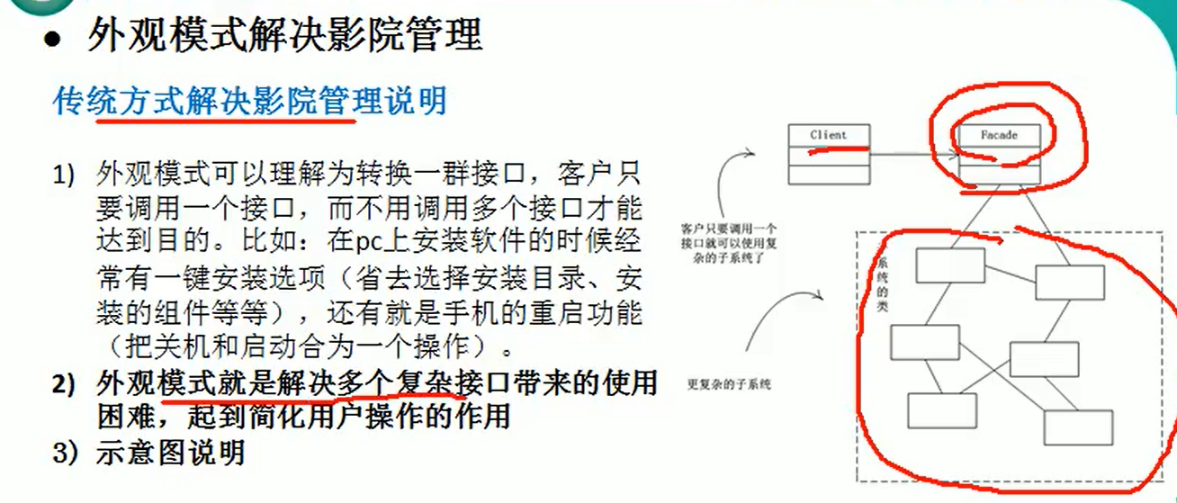 外观模式解决影院管理
传统方式解决影院管理说明
1) 外观模式可以理解为转换一群接口，客户只
要调用一个接口，而不用调用多个接口才能
达到目的。比如：在pc上安装软件的时候经
常有一键安装选项（省去选择安装目录、安
装的组件等等），还有就是手机的重启功能
（把关机和启动合为一个操作）。
2) 外观模式就是解决多个复杂接口带来的使用
困难，起到简化用户操作的作用
3) 示意图说明
Client
Facade
客户只要调用一个
接口就可以使用复
杂的子系统了
系
统
的
类
更复杂的子系统